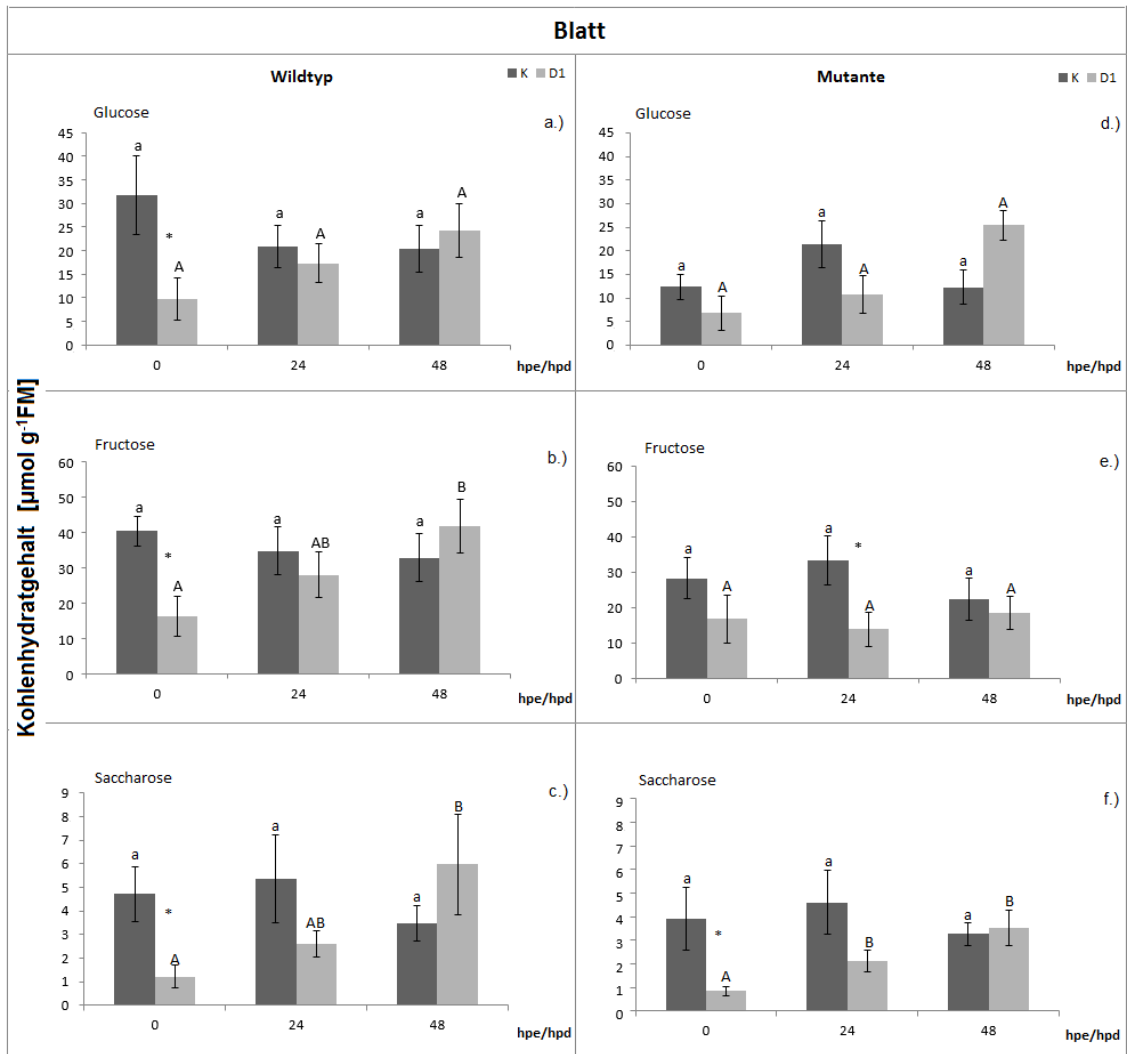 Blatt
Wildtyp
K D1
Glucose
a.)
45
40
35
30
25
20
15
10
5
0
a
*
A
a
A
a
A
0 24 48 hpe/hpd
Mutante
K D1
Glucose
d.)
45
40
35
30
25
20
15
10
5
0
a
A
a
A
a
A
0 24 48 hpe/hpd
Kohlenhydratgehalt [µmol g-1FM]
Fructose
b.)
60
50
40
30
20
10
0
a
*
A
a
AB
a
B
0 24 48 hpe/hpd
Fructose
e.)
60
50
40
30
20
10
0
a
A
a
*
A
a
A
0 24 48 hpe/hpd
Saccharose
c.)
9
8
7
6
5
4
3
2
1
0
a
*
A
a
AB
a
B
0 24 48 hpe/hpd
Saccharose
f.)
9
8
7
6
5
4
3
2
1
0
a
*
A
a
B
a
B
0 24 48 hpe/hpd